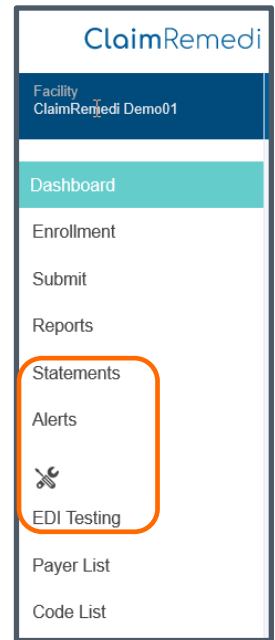 ClaimRemedi
Facility
ClaimRemedi Demo01
Dashboard
Enrollment
Submit
Reports
Statements
Alerts
EDI Testing
Payer List
Code List